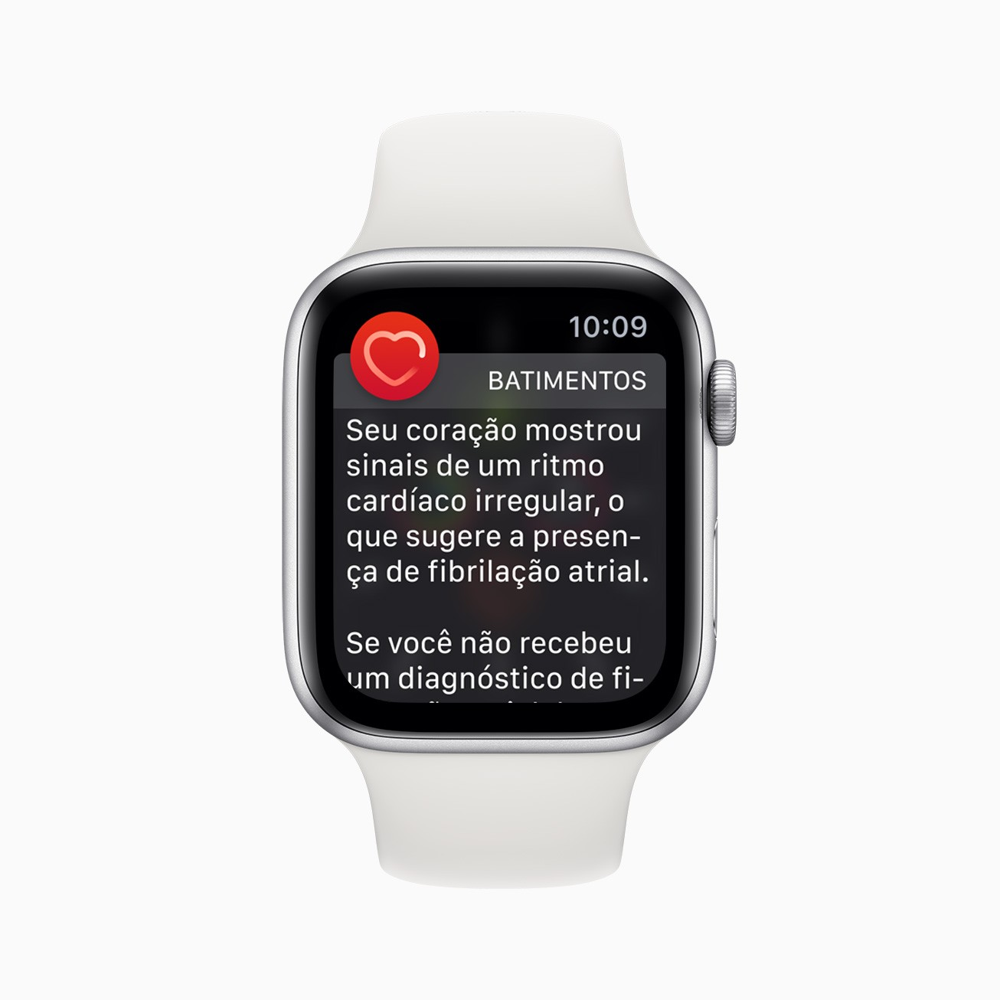 10:09
BATIMENTOS
Seu coração mostrou
sinais de um ritmo
cardíaco irregular, o
que sugere a presen-
ça de fibrilação atrial.
Se você não recebeu
um diagnóstico de fi-